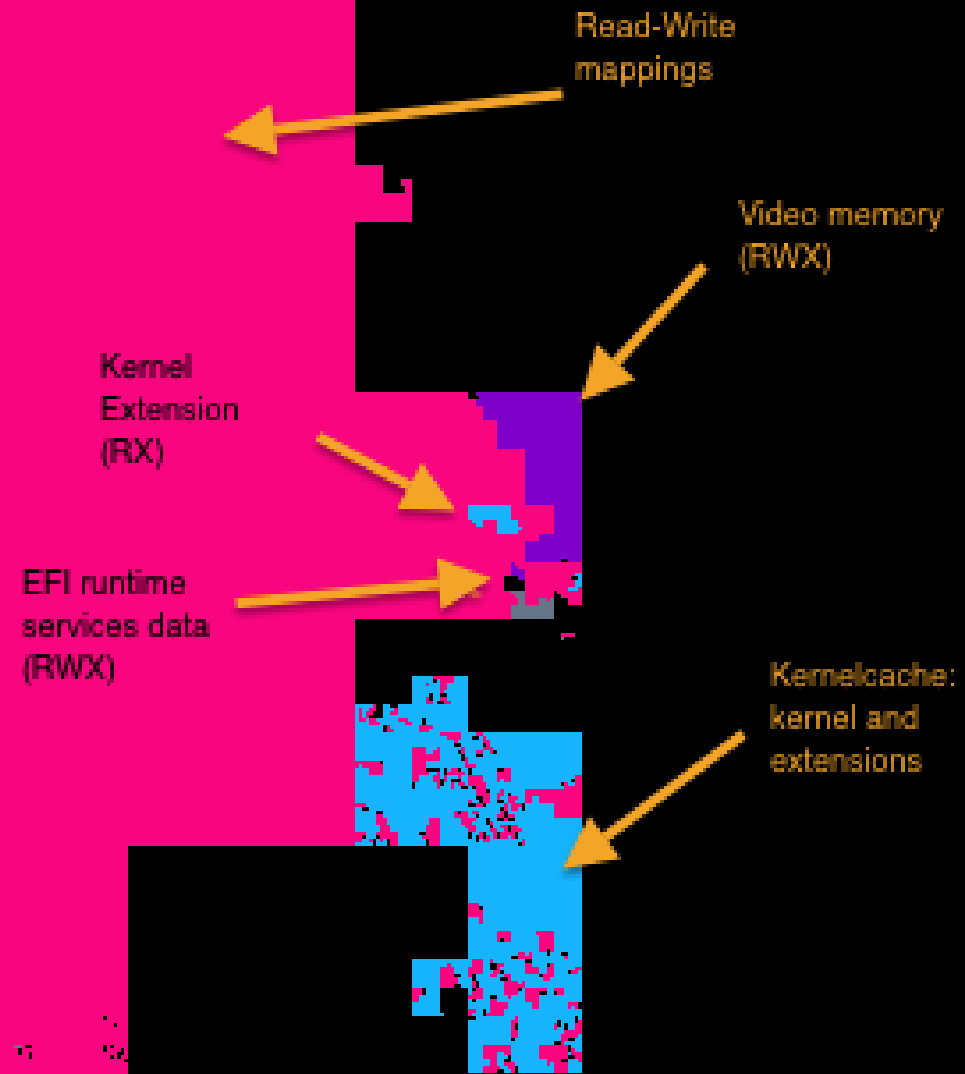 Read-Write
mappings
Video memory
(RWX)
Kernel
Extension
(RX)
EFI runtime
services data
(RWX)
Kernelcache:
kernel and
extensions